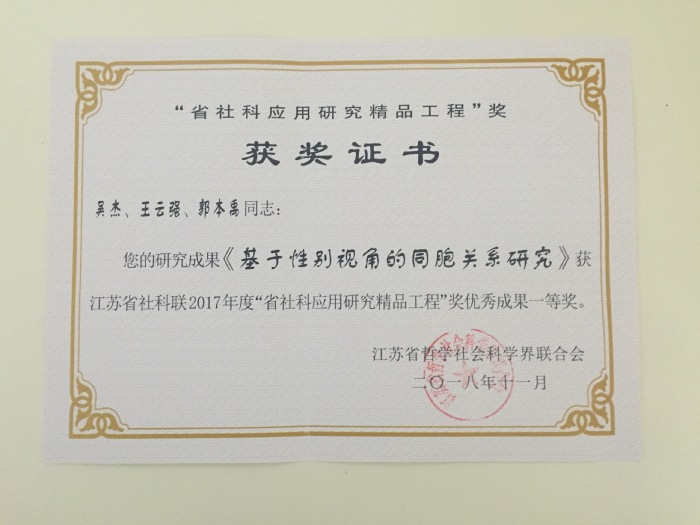 “省社科应用研究精品工程”奖
获奖证书
吴杰、王云强、郭本禹同志：
您的研究成果《基于性别视角的同胞关系研究》获
江苏省社科联2017年度“省社科应用研究精品工程”奖优秀成果一等奖。
江苏省哲学社会科学界联合会
二〇一八年十一月